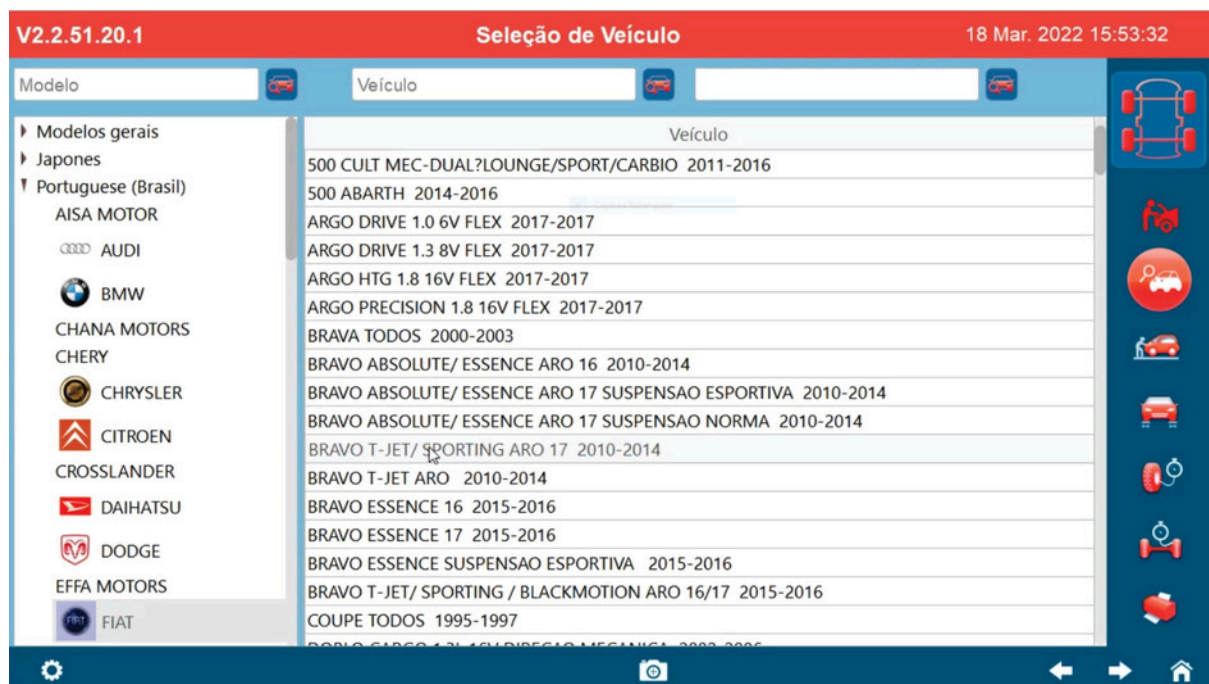 V2.2.51.20.1
Seleção de Veículo
18 Mar. 2022 15:53:32
Modelo
Veículo
Modelos gerais
Japones
Portuguese (Brasil)
AISA MOTOR
AUDI
BMW
CHANA MOTORS
CHERY
CHRYSLER
CITROEN
CROSSLANDER
DAIHATSU
DODGE
EFFA MOTORS
FIAT
FIAT
Veículo
500 CULT MEC-DUAL?LOUNGE/SPORT/CARBIO 2011-2016
500 ABARTH 2014-2016
ARGO DRIVE 1.0 6V FLEX 2017-2017
ARGO DRIVE 1.3 8V FLEX 2017-2017
ARGO HTG 1.8 16V FLEX 2017-2017
ARGO PRECISION 1.8 16V FLEX 2017-2017
BRAVA TODOS 2000-2003
BRAVO ABSOLUTE/ ESSENCE ARO 16 2010-2014
BRAVO ABSOLUTE/ ESSENCE ARO 17 SUSPENSAO ESPORTIVA 2010-2014
BRAVO ABSOLUTE/ ESSENCE ARO 17 SUSPENSAO NORMA 2010-2014
BRAVO T-JET/ SPORTING ARO 17 2010-2014
BRAVO T-JET ARO 2010-2014
BRAVO ESSENCE 16 2015-2016
BRAVO ESSENCE 17 2015-2016
BRAVO ESSENCE SUSPENSAO ESPORTIVA 2015-2016
BRAVO T-JET/ SPORTING / BLACKMOTION ARO 16/17 2015-2016
COUPE TODOS 1995-1997